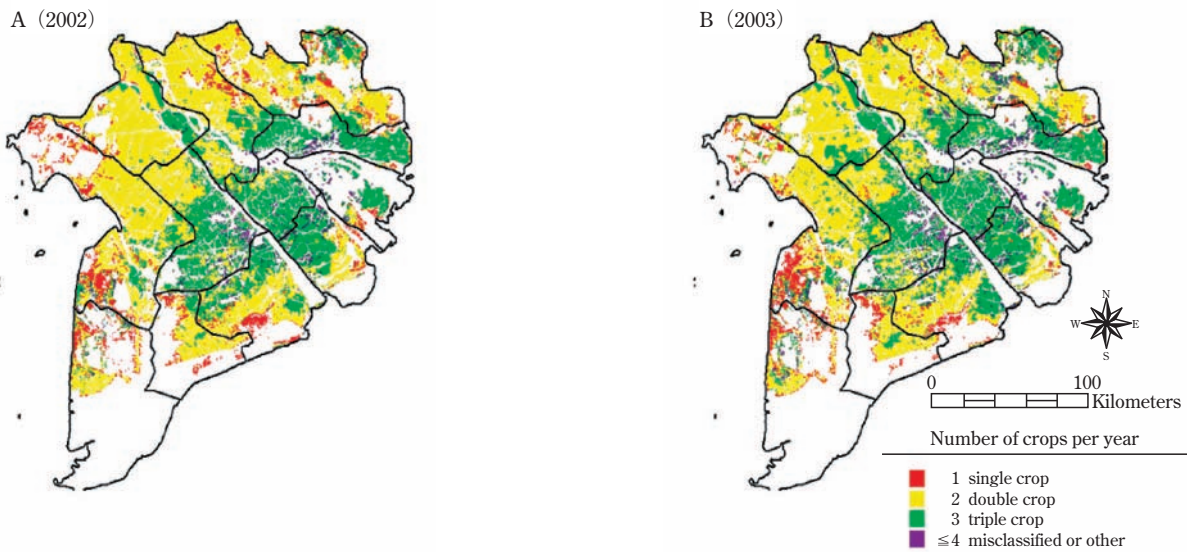 A (2002)
B (2003)
N
W E
S
0 100
Kilometers
Number of crops per year
1 single crop
2 double crop
3 triple crop
≦4 misclassified or other